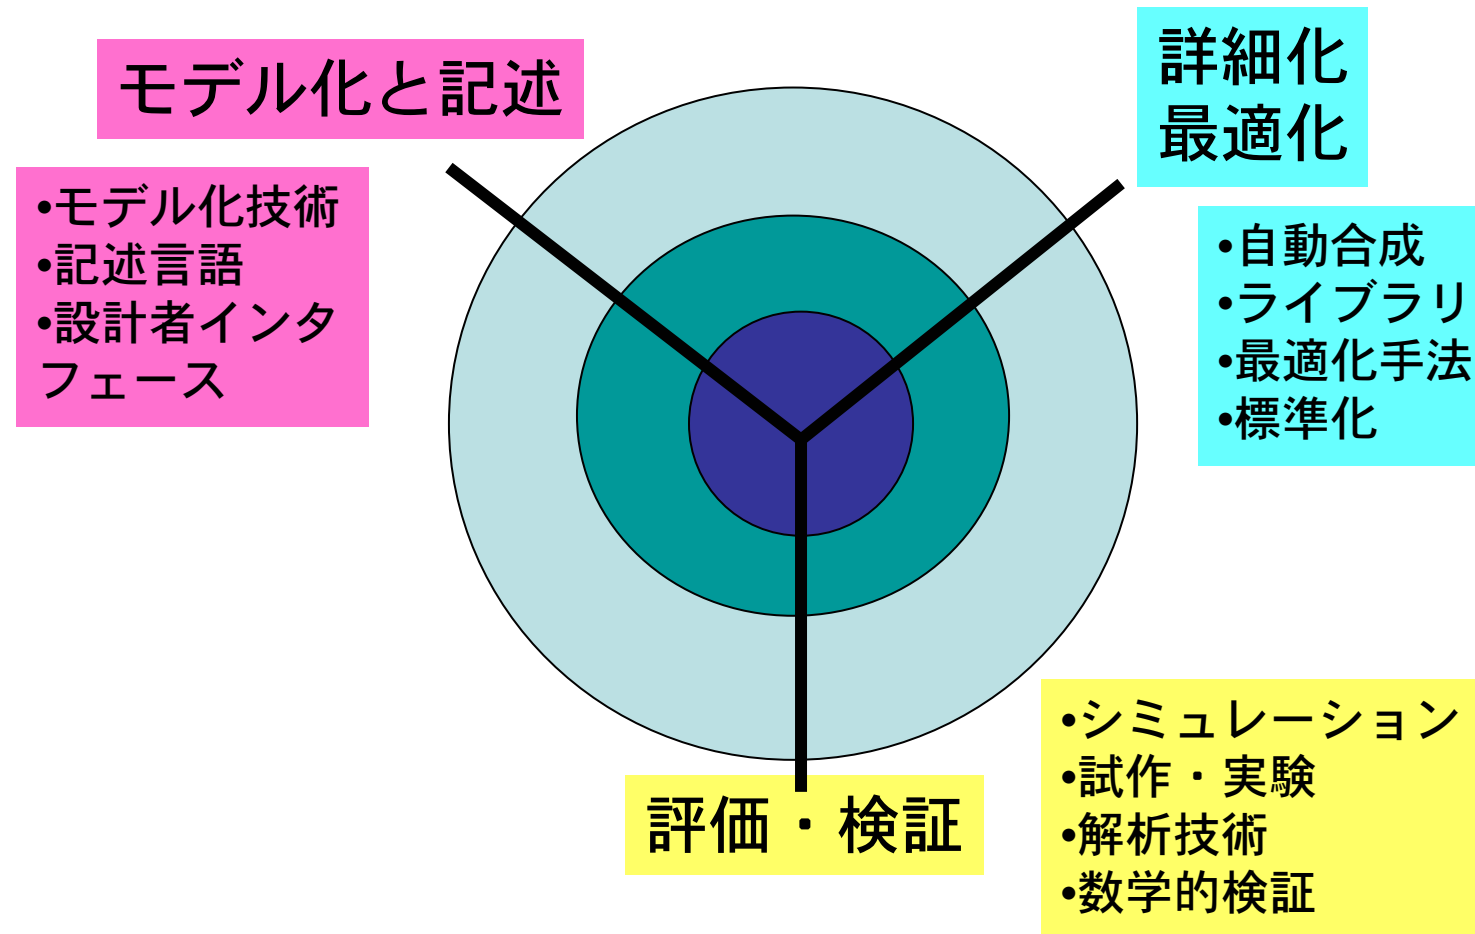 モデル化と記述
•モデル化技術
•記述言語
•設計者インタ
フェース
詳細化
最適化
•自動合成
•ライブラリ
•最適化手法
•標準化
評価・検証
•シミュレーション
•試作・実験
•解析技術
•数学的検証